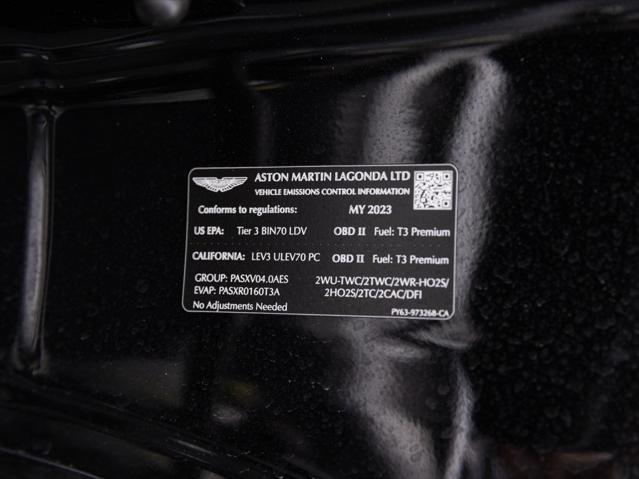 ASTON MARTIN LAGONDA LTD
VEHICLE EMISSIONS CONTROL INFORMATION
Conforms to regulations: MY 2023
US EPA: Tier 3 BIN70 LDV OBD II Fuel: T3 Premium
CALIFORNIA: LEV3 ULEV70 PC OBD II Fuel: T3 Premium
GROUP: PASXV04.0AES 2WU-TWC/2TWC/2WR-HO2S/
EVAP: PASXR0160T3A 2HO2S/2TC/2CAC/DFI
No Adjustments Needed
PY63-97326B-CA